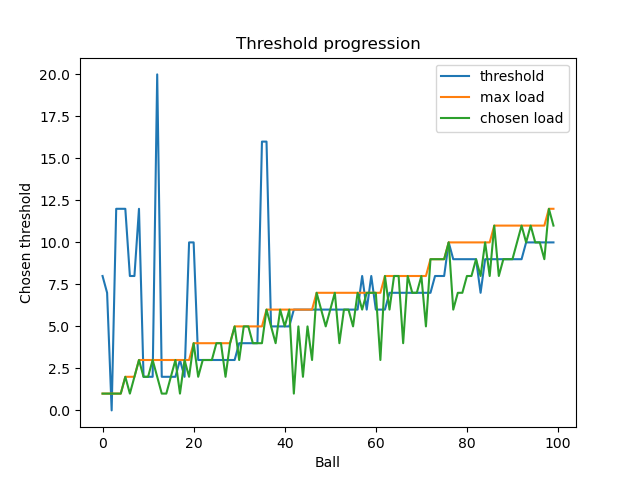 Threshold progression
threshold
max load
chosen load
Chosen threshold
20.0
17.5
15.0
12.5
10.0
7.5
5.0
2.5
0.0
0 20 40 60 80 100
Ball